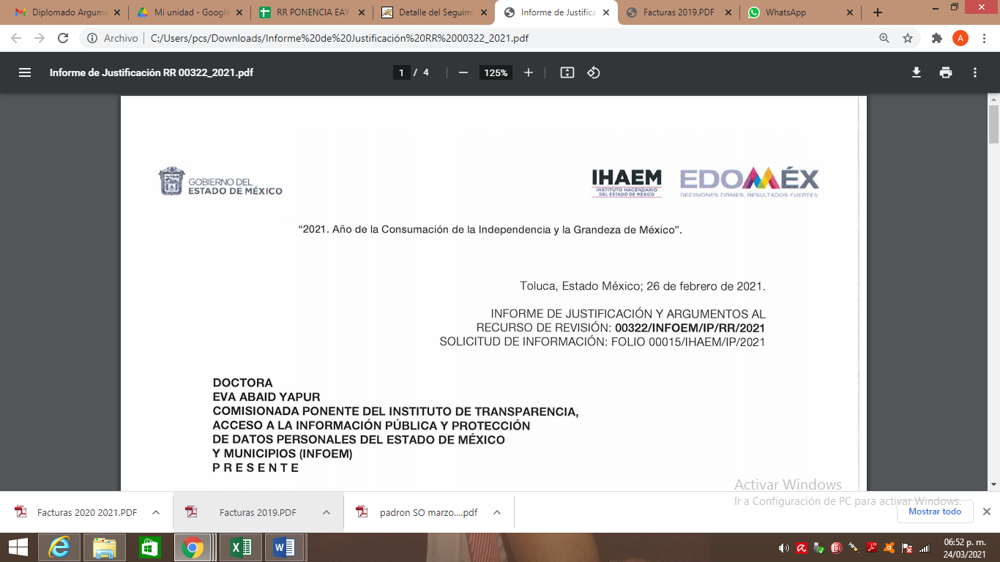 Diplomado Argume
Mi unidad - Google
RR PONENCIA EAY
Detalle del Seguim
Informe de Justifica
Facturas 2019.PDF
WhatsApp
Archivo
C:/Users/pcs/Downloads/Informe%20de%20Justificación%20RR%2000322_2021.pdf
A
Informe de Justificación RR 00322_2021.pdf
1 / 4
125%
GOBIERNO DEL
ESTADO DE MÉXICO
IHAEM
INSTITUTO HACENDARIO
DEL ESTADO DE MÉXICO
EDOMÉX
DECISIONES FIRMES, RESULTADOS FUERTES
“2021. Año de la Consumación de la Independencia y la Grandeza de México”.
Toluca, Estado México; 26 de febrero de 2021.
INFORME DE JUSTIFICACIÓN Y ARGUMENTOS AL
RECURSO DE REVISIÓN: 00322/INFOEM/IP/RR/2021
SOLICITUD DE INFORMACIÓN: FOLIO 00015/IHAEM/IP/2021
DOCTORA
EVA ABAID YAPUR
COMISIONADA PONENTE DEL INSTITUTO DE TRANSPARENCIA,
ACCESO A LA INFORMACIÓN PÚBLICA Y PROTECCIÓN
DE DATOS PERSONALES DEL ESTADO DE MÉXICO
Y MUNICIPIOS (INFOEM)
P R E S E N T E
Activar Windows
Ir a Configuración de PC para activar Windows.
Facturas 2020 2021.PDF
Facturas 2019.PDF
padron SO marzo....pdf
Mostrar todo
06:52 p. m.
24/03/2021